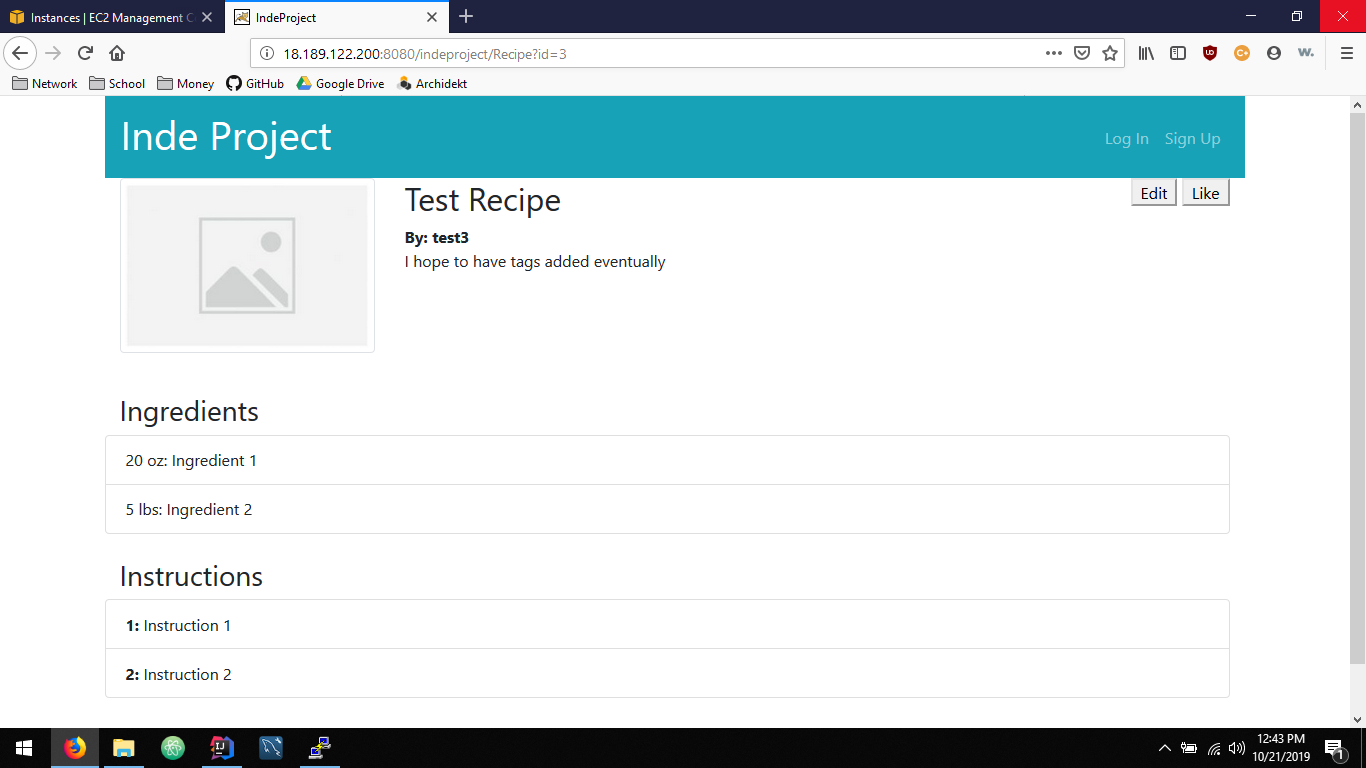 Instances | EC2 Management C
IndeProject
18.189.122.200:8080/indeproject/Recipe?id=3
Network School Money GitHub Google Drive Archidekt
Inde Project
Log In Sign Up
Test Recipe
Edit Like
By: test3
I hope to have tags added eventually
Ingredients
20 oz: Ingredient 1
5 lbs: Ingredient 2
Instructions
1: Instruction 1
2: Instruction 2
12:43 PM
10/21/2019
1